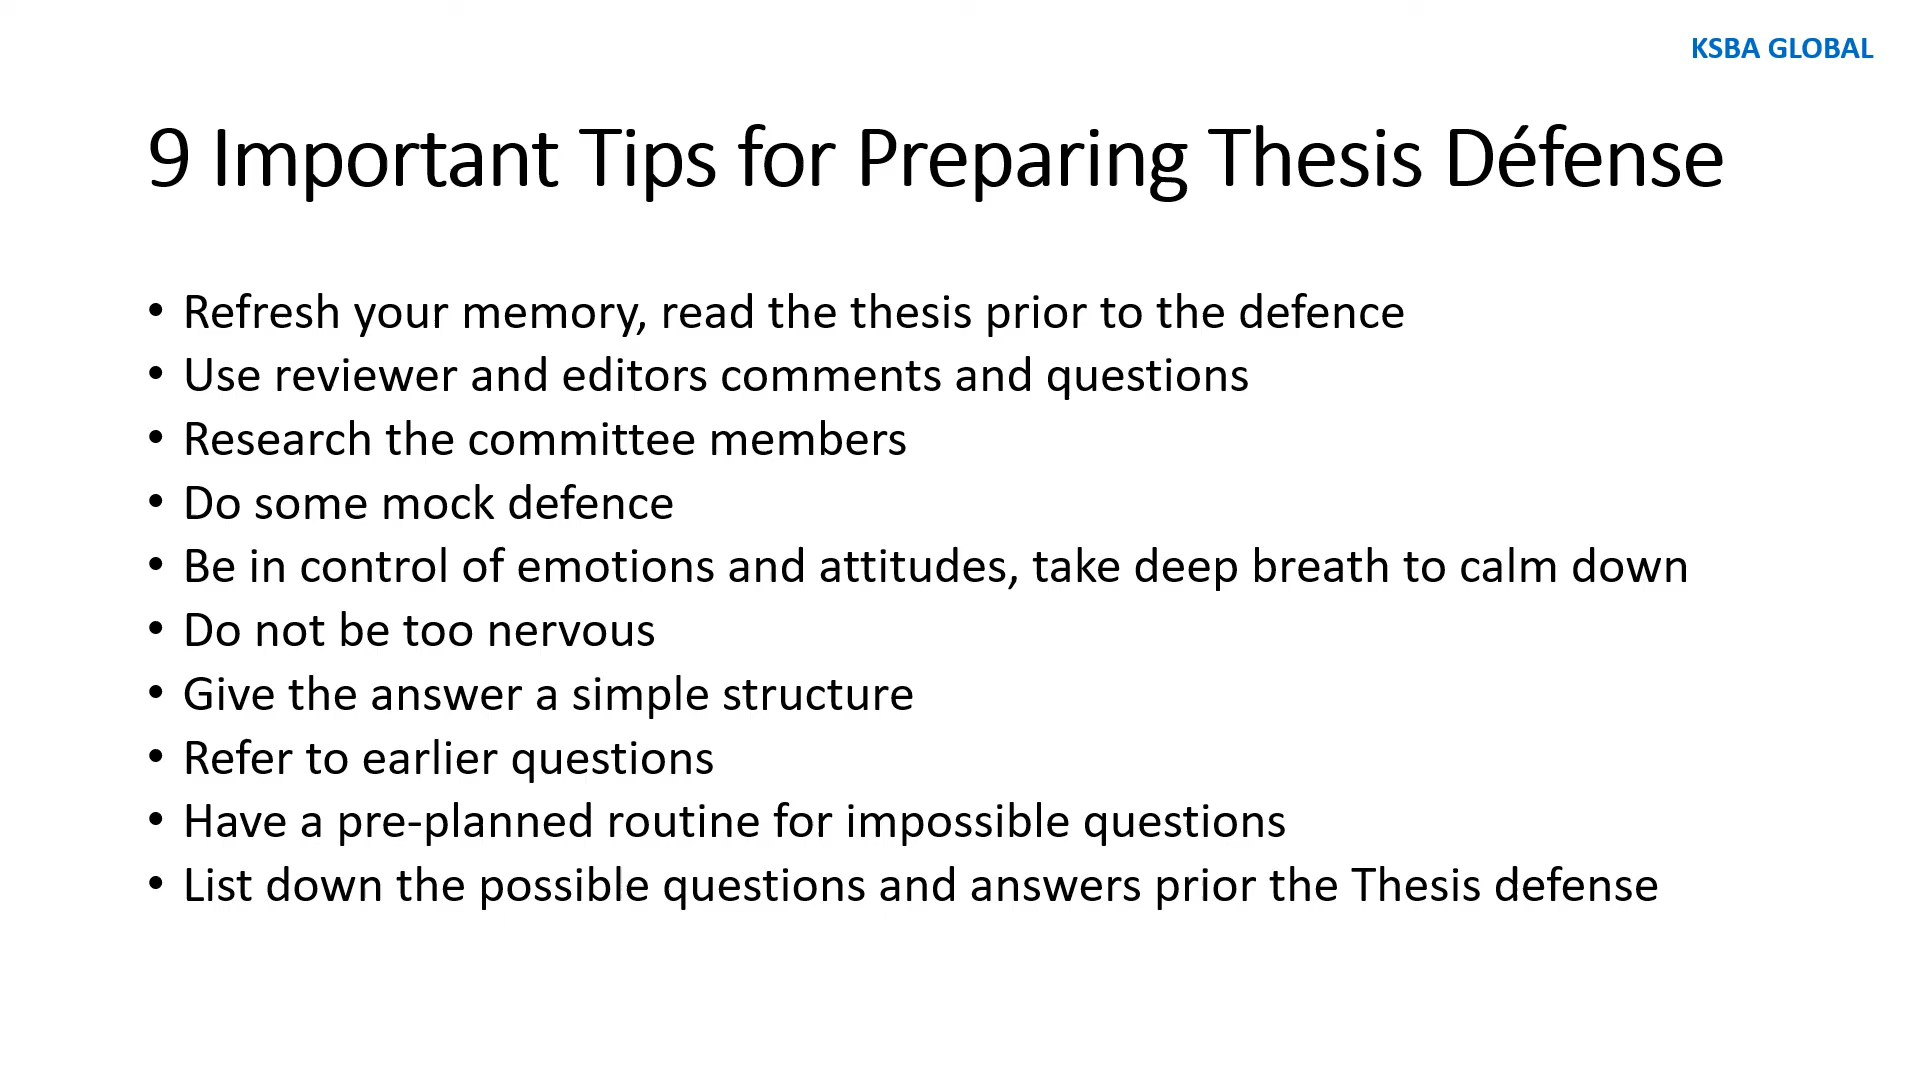 KSBA GLOBAL
9 Important Tips for Preparing Thesis Défense
• Refresh your memory, read the thesis prior to the defence
• Use reviewer and editors comments and questions
• Research the committee members
• Do some mock defence
• Be in control of emotions and attitudes, take deep breath to calm down
• Do not be too nervous
• Give the answer a simple structure
• Refer to earlier questions
• Have a pre-planned routine for impossible questions
• List down the possible questions and answers prior the Thesis defense